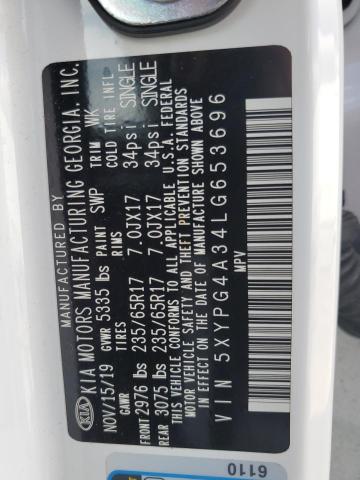 MANUFACTURED BY
KIA KIA MOTORS MANUFACTURING GEORGIA, INC.
NOV/15/19 GVWR 5335 lbs PAINT SWP TRIM WK
GAWR TIRES RIMS COLD TIRE INFL
FRONT 2976 lbs 235/65R17 7.0JX17 34psi SINGLE
REAR 3075 lbs 235/65R17 7.0JX17 34psi SINGLE
THIS VEHICLE CONFORMS TO ALL APPLICABLE U.S.A. FEDERAL
MOTOR VEHICLE SAFETY AND THEFT PREVENTION STANDARDS
IN EFFECT ON THE DATE OF MANUFACTURE SHOWN ABOVE
VIN 5XYPG4A34LG653696
MPV
6110